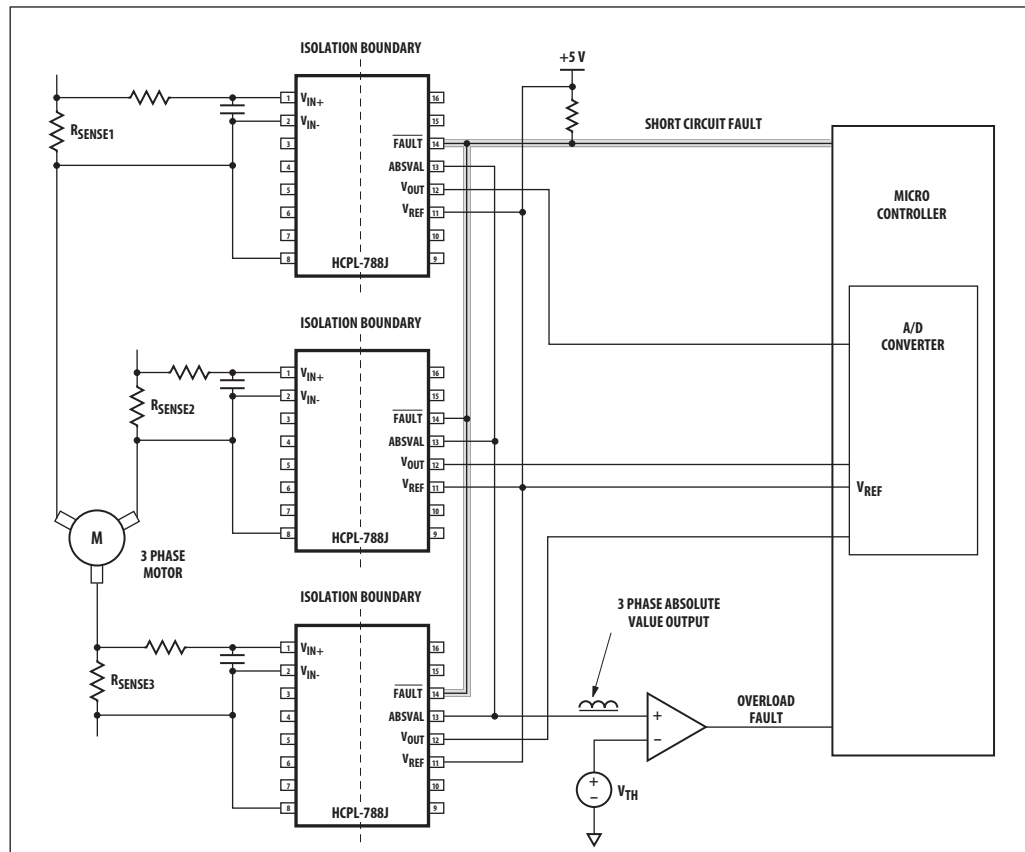 ISOLATION BOUNDARY
+5 V
SHORT CIRCUIT FAULT
R_SENSE1
1 V_IN+
2 V_IN-
3
4
5
6
7
8
16
15
FAULT 14
ABSVAL 13
V_OUT 12
V_REF 11
10
9
HCPL-788J
MICRO
CONTROLLER
A/D
CONVERTER
V_REF
ISOLATION BOUNDARY
R_SENSE2
1 V_IN+
2 V_IN-
3
4
5
6
7
8
16
15
FAULT 14
ABSVAL 13
V_OUT 12
V_REF 11
10
9
HCPL-788J
M
3 PHASE
MOTOR
ISOLATION BOUNDARY
R_SENSE3
1 V_IN+
2 V_IN-
3
4
5
6
7
8
16
15
FAULT 14
ABSVAL 13
V_OUT 12
V_REF 11
10
9
HCPL-788J
3 PHASE ABSOLUTE
VALUE OUTPUT
+
−
OVERLOAD
FAULT
+
−
V_TH